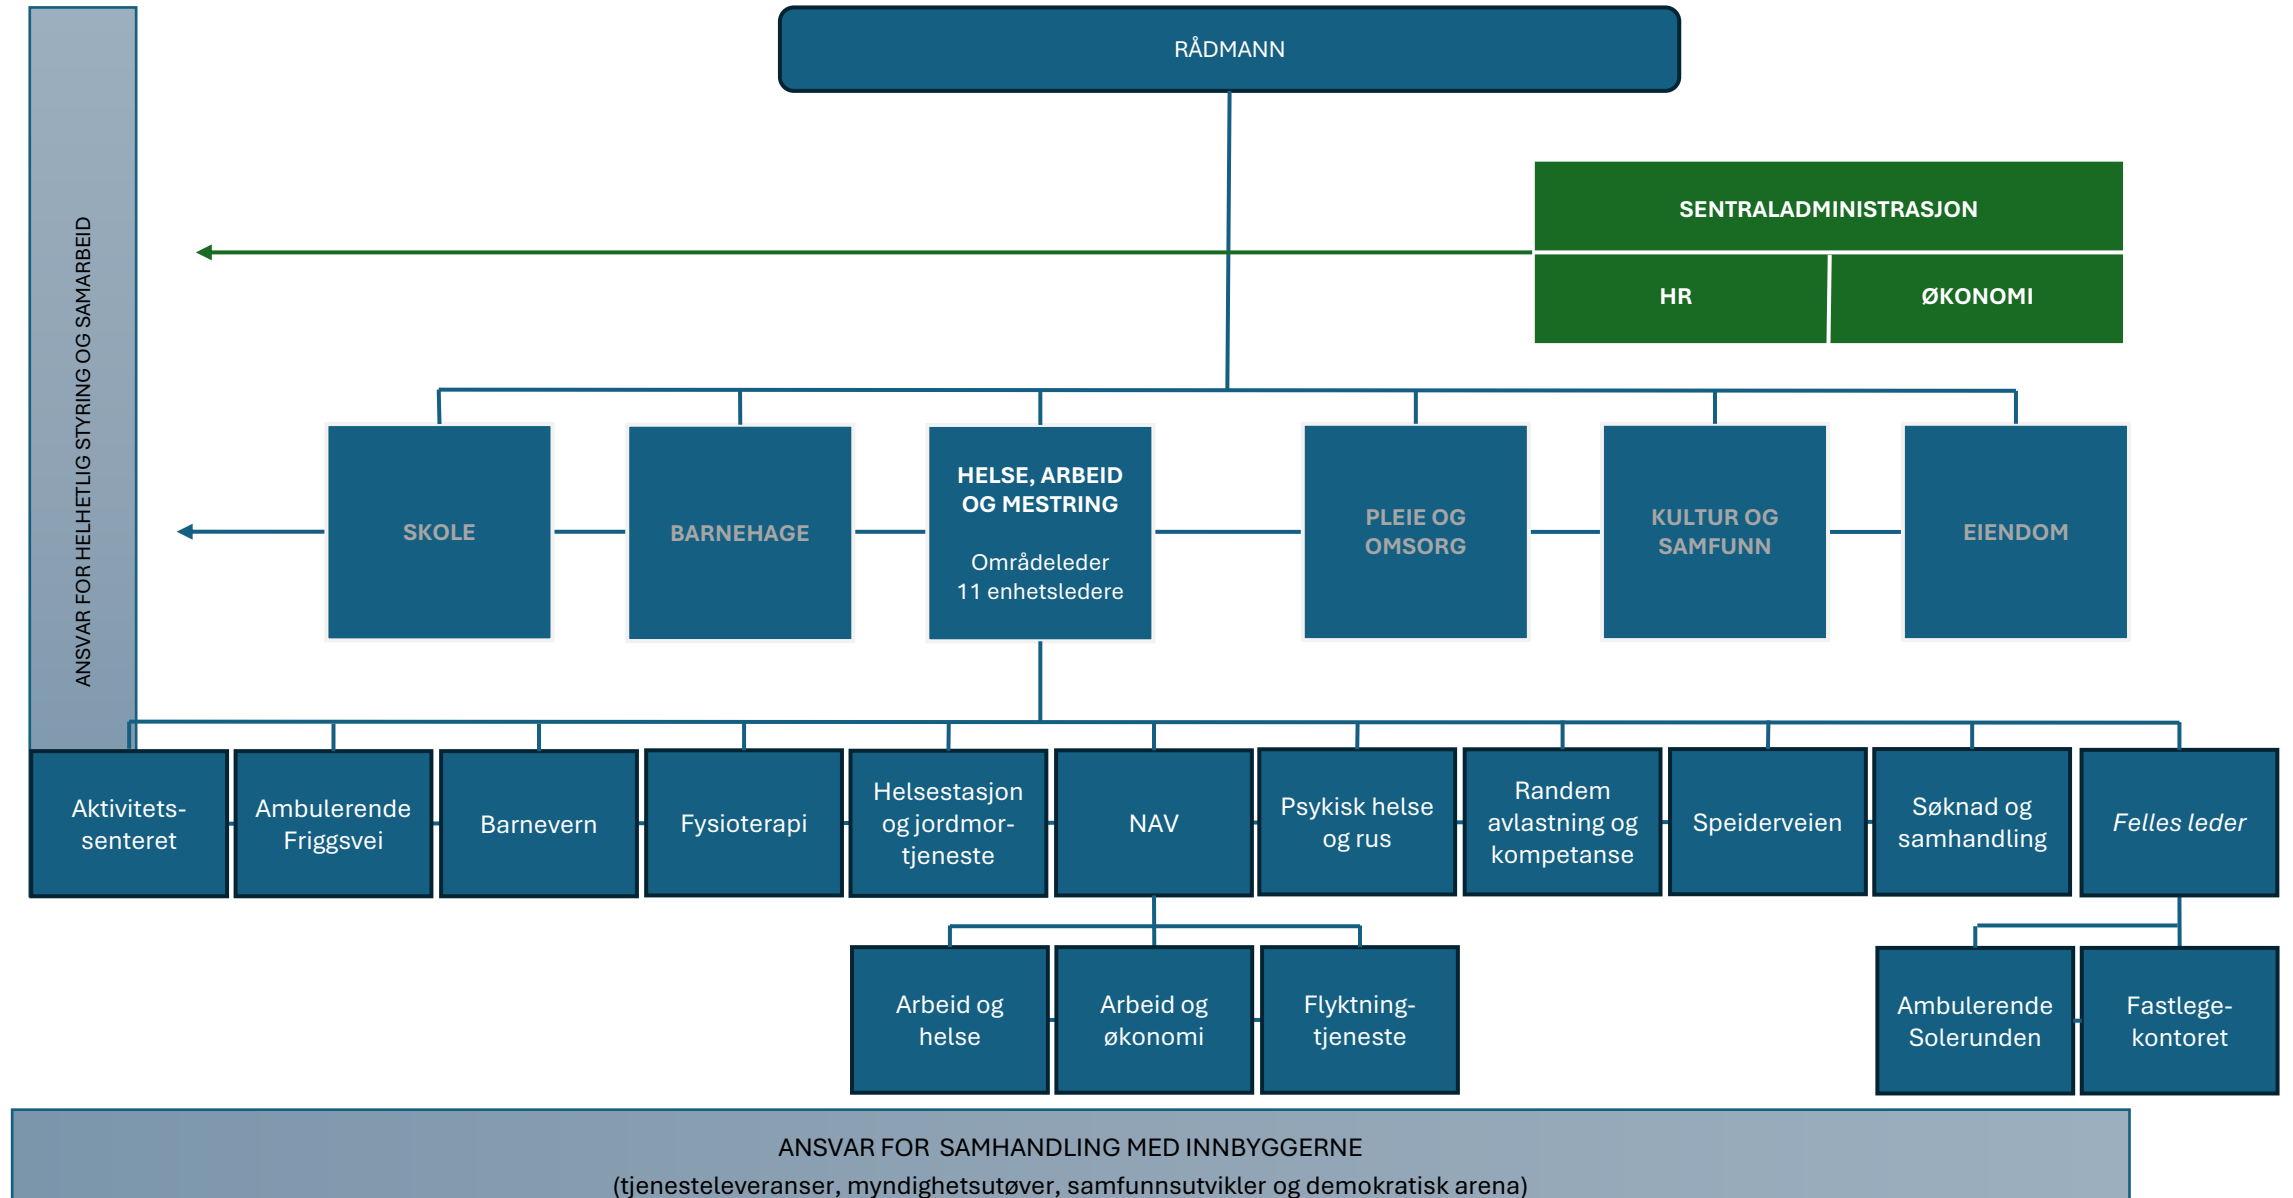 RÅDMANN
SENTRALADMINISTRASJON
HR
ØKONOMI
ANSVAR FOR HELHETLIG STYRING OG SAMARBEID
SKOLE
BARNEHAGE
HELSE, ARBEID
OG MESTRING
Områdeleder
11 enhetsledere
PLEIE OG
OMSORG
KULTUR OG
SAMFUNN
EIENDOM
Aktivitets-
senteret
Ambulerende
Friggsvei
Barnevern
Fysioterapi
Helsestasjon
og jordmor-
tjeneste
NAV
Psykisk helse
og rus
Randem
avlastning og
kompetanse
Speiderveien
Søknad og
samhandling
Felles leder
Arbeid og
helse
Arbeid og
økonomi
Flyktning-
tjeneste
Ambulerende
Solerunden
Fastlege-
kontoret
ANSVAR FOR SAMHANDLING MED INNBYGGERNE
(tjenesteleveranser, myndighetsutøver, samfunnsutvikler og demokratisk arena)